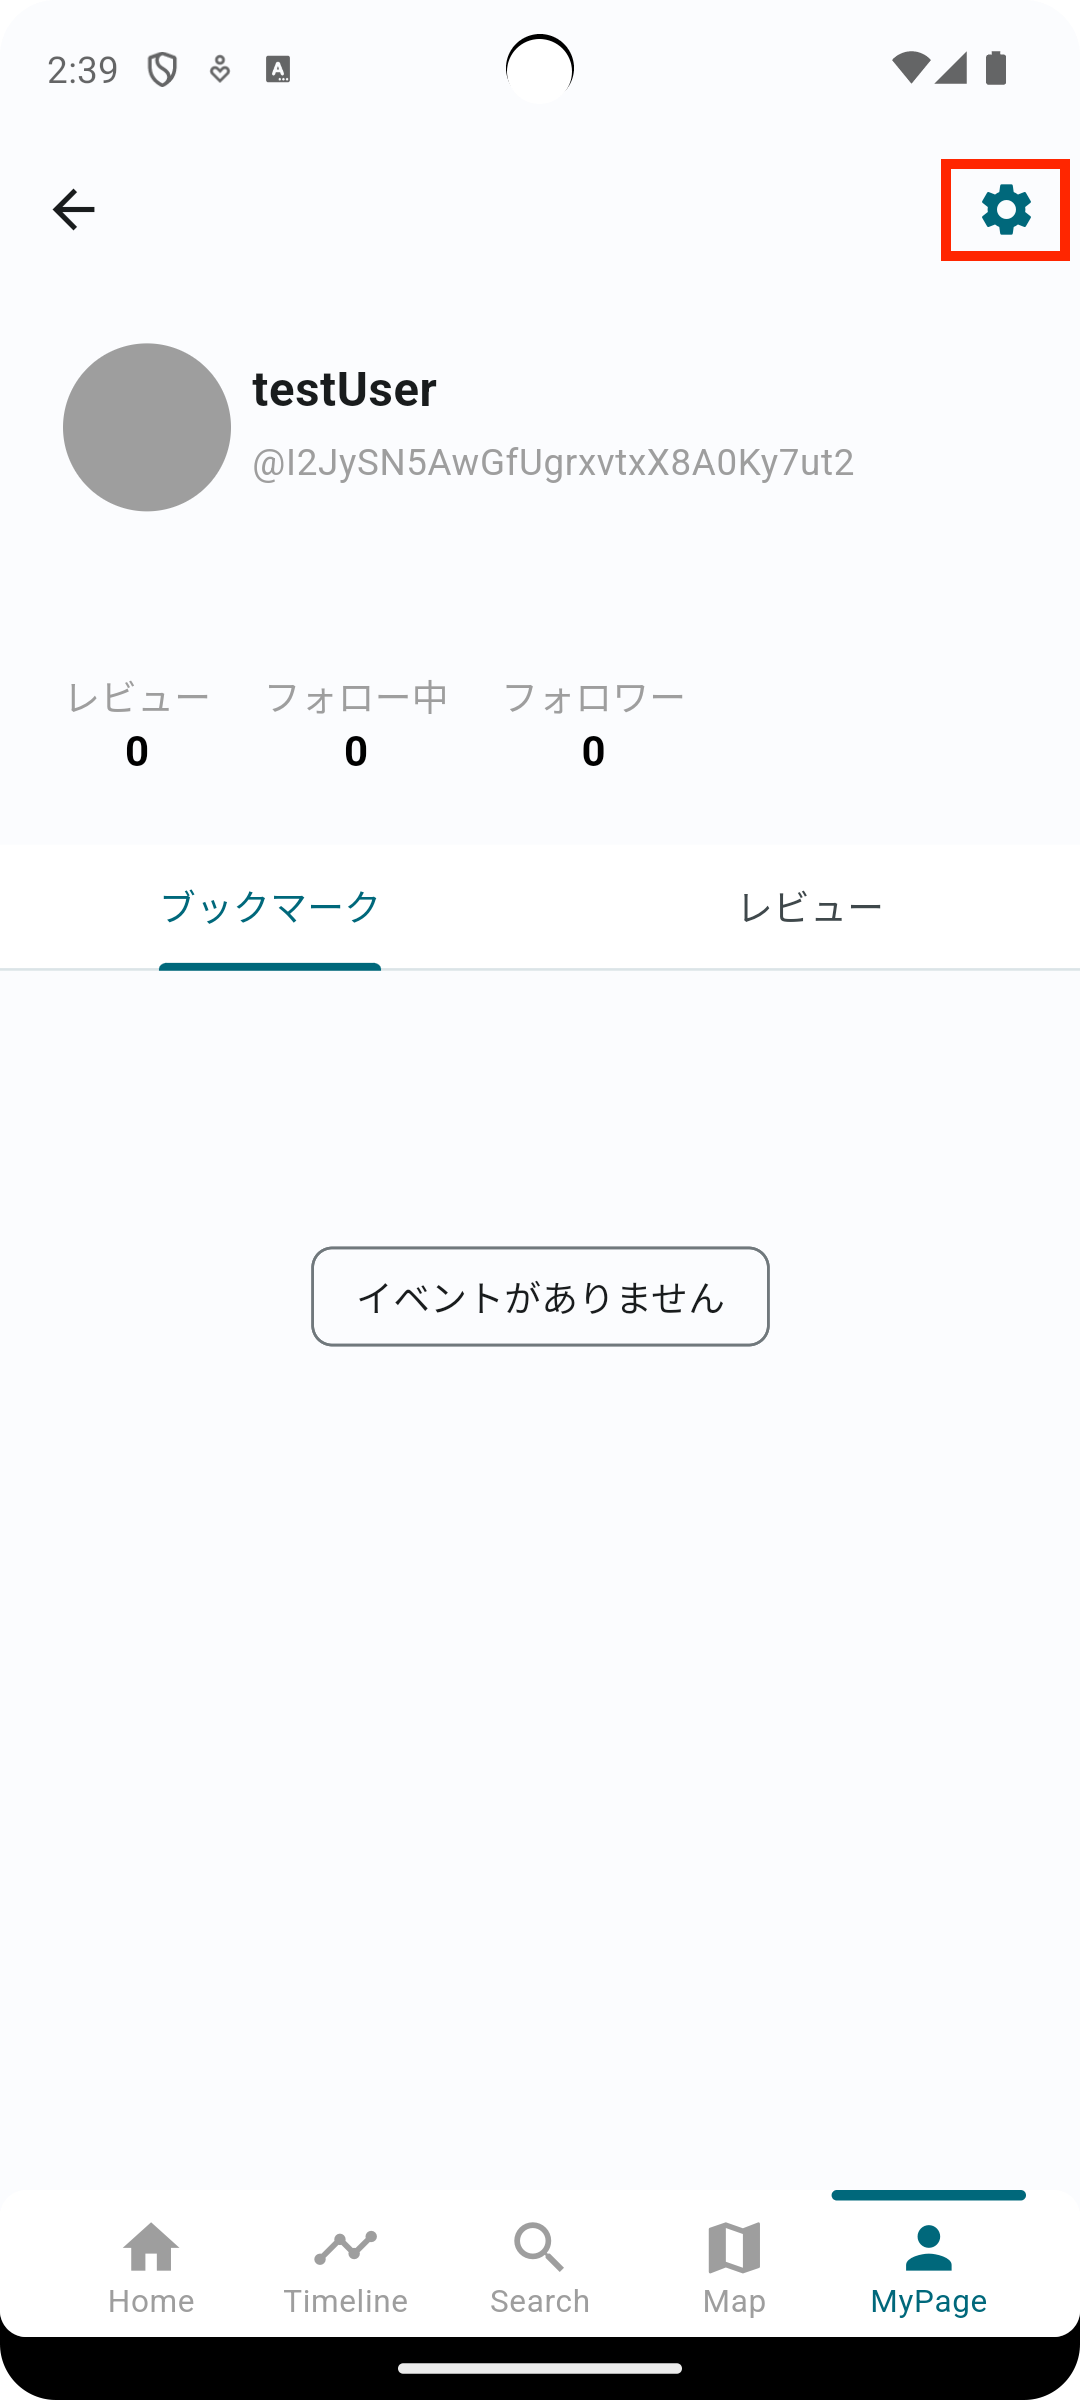 2:39
testUser
@I2JySN5AwGfUgrxvtxX8A0Ky7ut2
レビュー フォロー中 フォロワー
0 0 0
ブックマーク レビュー
イベントがありません
Home Timeline Search Map MyPage